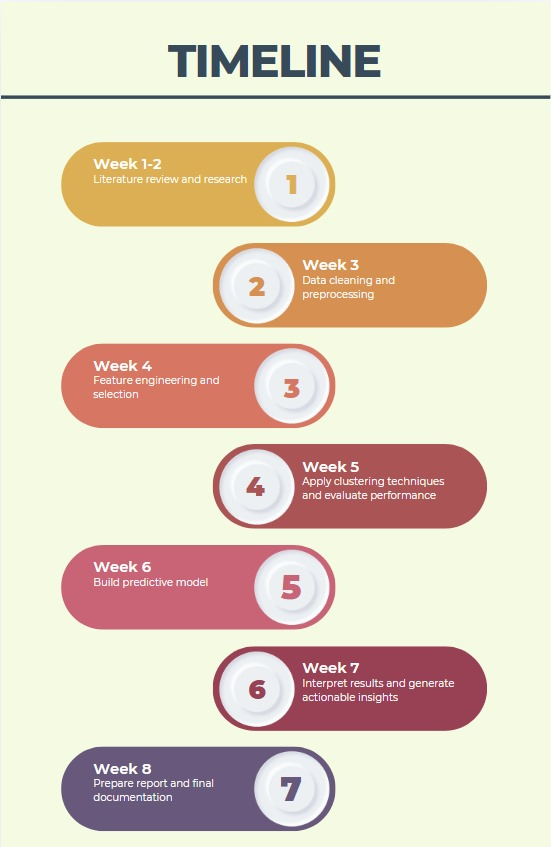 TIMELINE
Week 1-2
Literature review and research
1
2
Week 3
Data cleaning and
preprocessing
Week 4
Feature engineering and
selection
3
4
Week 5
Apply clustering techniques
and evaluate performance
Week 6
Build predictive model
5
6
Week 7
Interpret results and generate
actionable insights
Week 8
Prepare report and final
documentation
7